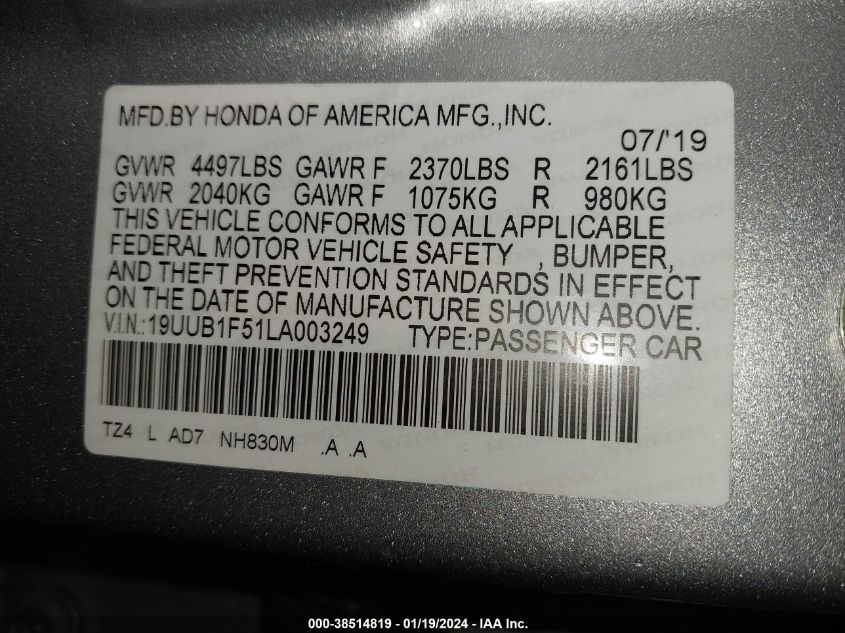 MFD.BY HONDA OF AMERICA MFG.,INC.
07/'19
GVWR 4497LBS GAWR F 2370LBS R 2161LBS
GVWR 2040KG GAWR F 1075KG R 980KG
THIS VEHICLE CONFORMS TO ALL APPLICABLE
FEDERAL MOTOR VEHICLE SAFETY , BUMPER,
AND THEFT PREVENTION STANDARDS IN EFFECT
ON THE DATE OF MANUFACTURE SHOWN ABOVE.
V.I.N.:19UUB1F51LA003249 TYPE:PASSENGER CAR
TZ4 L AD7 NH830M .A .A
000-38514819 - 01/19/2024 - IAA Inc.